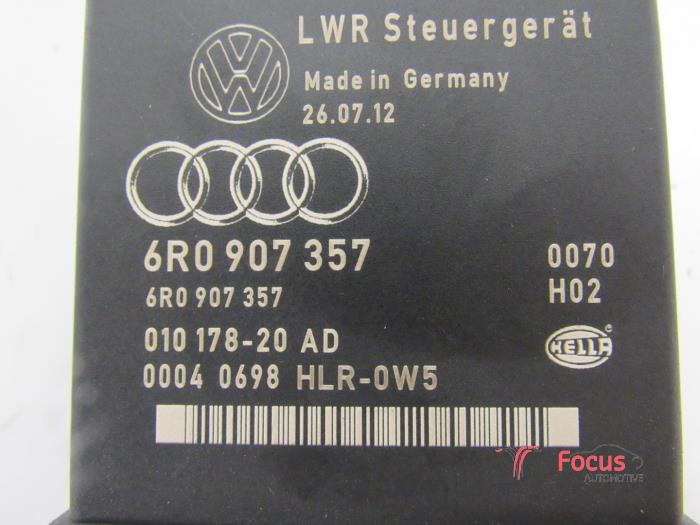 LWR Steuergerät
Made in Germany
26.07.12
6R0 907 357 0070
6R0 907 357 H02
010 178-20 AD
HELLA
0004 0698 HLR-0W5
Focus
AUTOMOTIVE